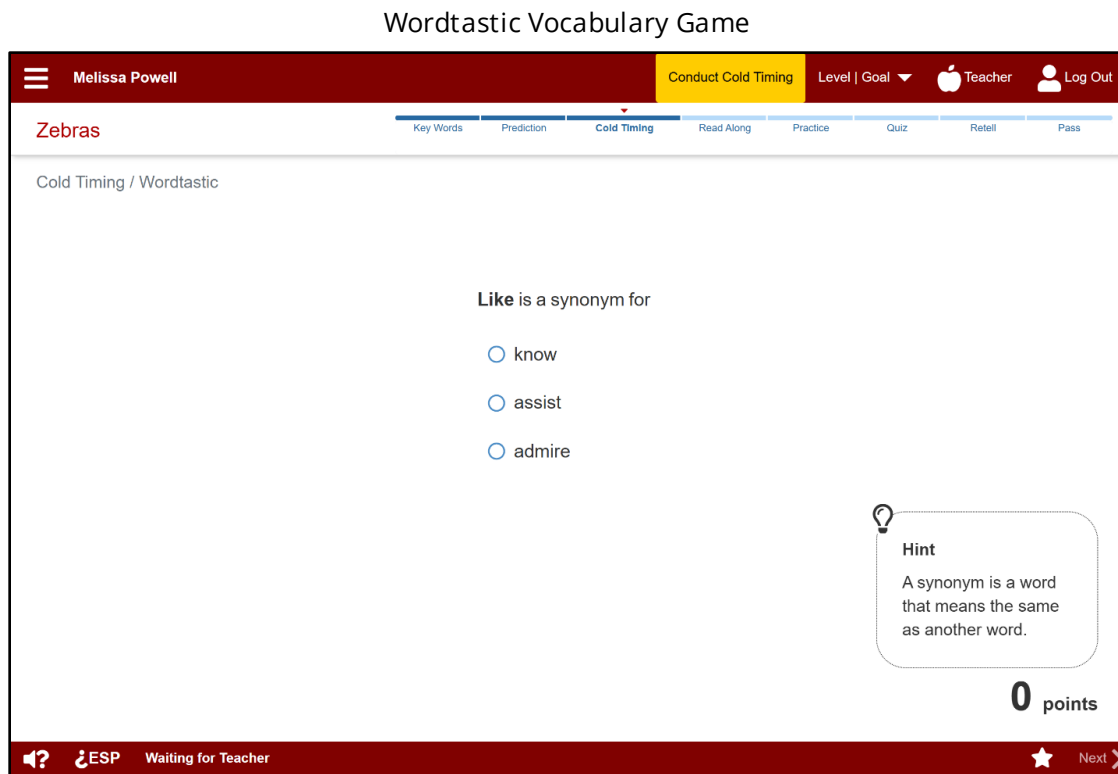 Wordtastic Vocabulary Game
Melissa Powell
Conduct Cold Timing
Level | Goal
Teacher
Log Out
Zebras
Key Words
Prediction
Cold Timing
Read Along
Practice
Quiz
Retell
Pass
Cold Timing / Wordtastic
Like is a synonym for
know
assist
admire
Hint
A synonym is a word
that means the same
as another word.
0 points
? ¿ESP Waiting for Teacher
Next